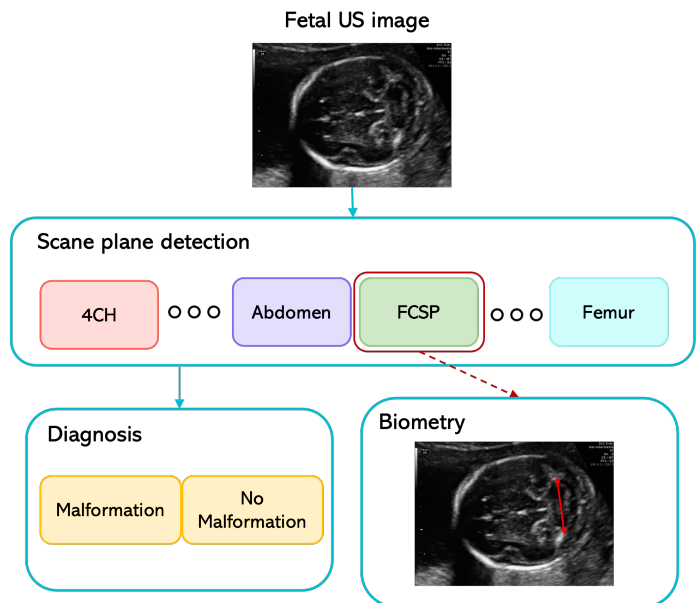 Fetal US image
Scane plane detection
4CH
Abdomen
FCSP
Femur
Diagnosis
Malformation
No
Malformation
Biometry